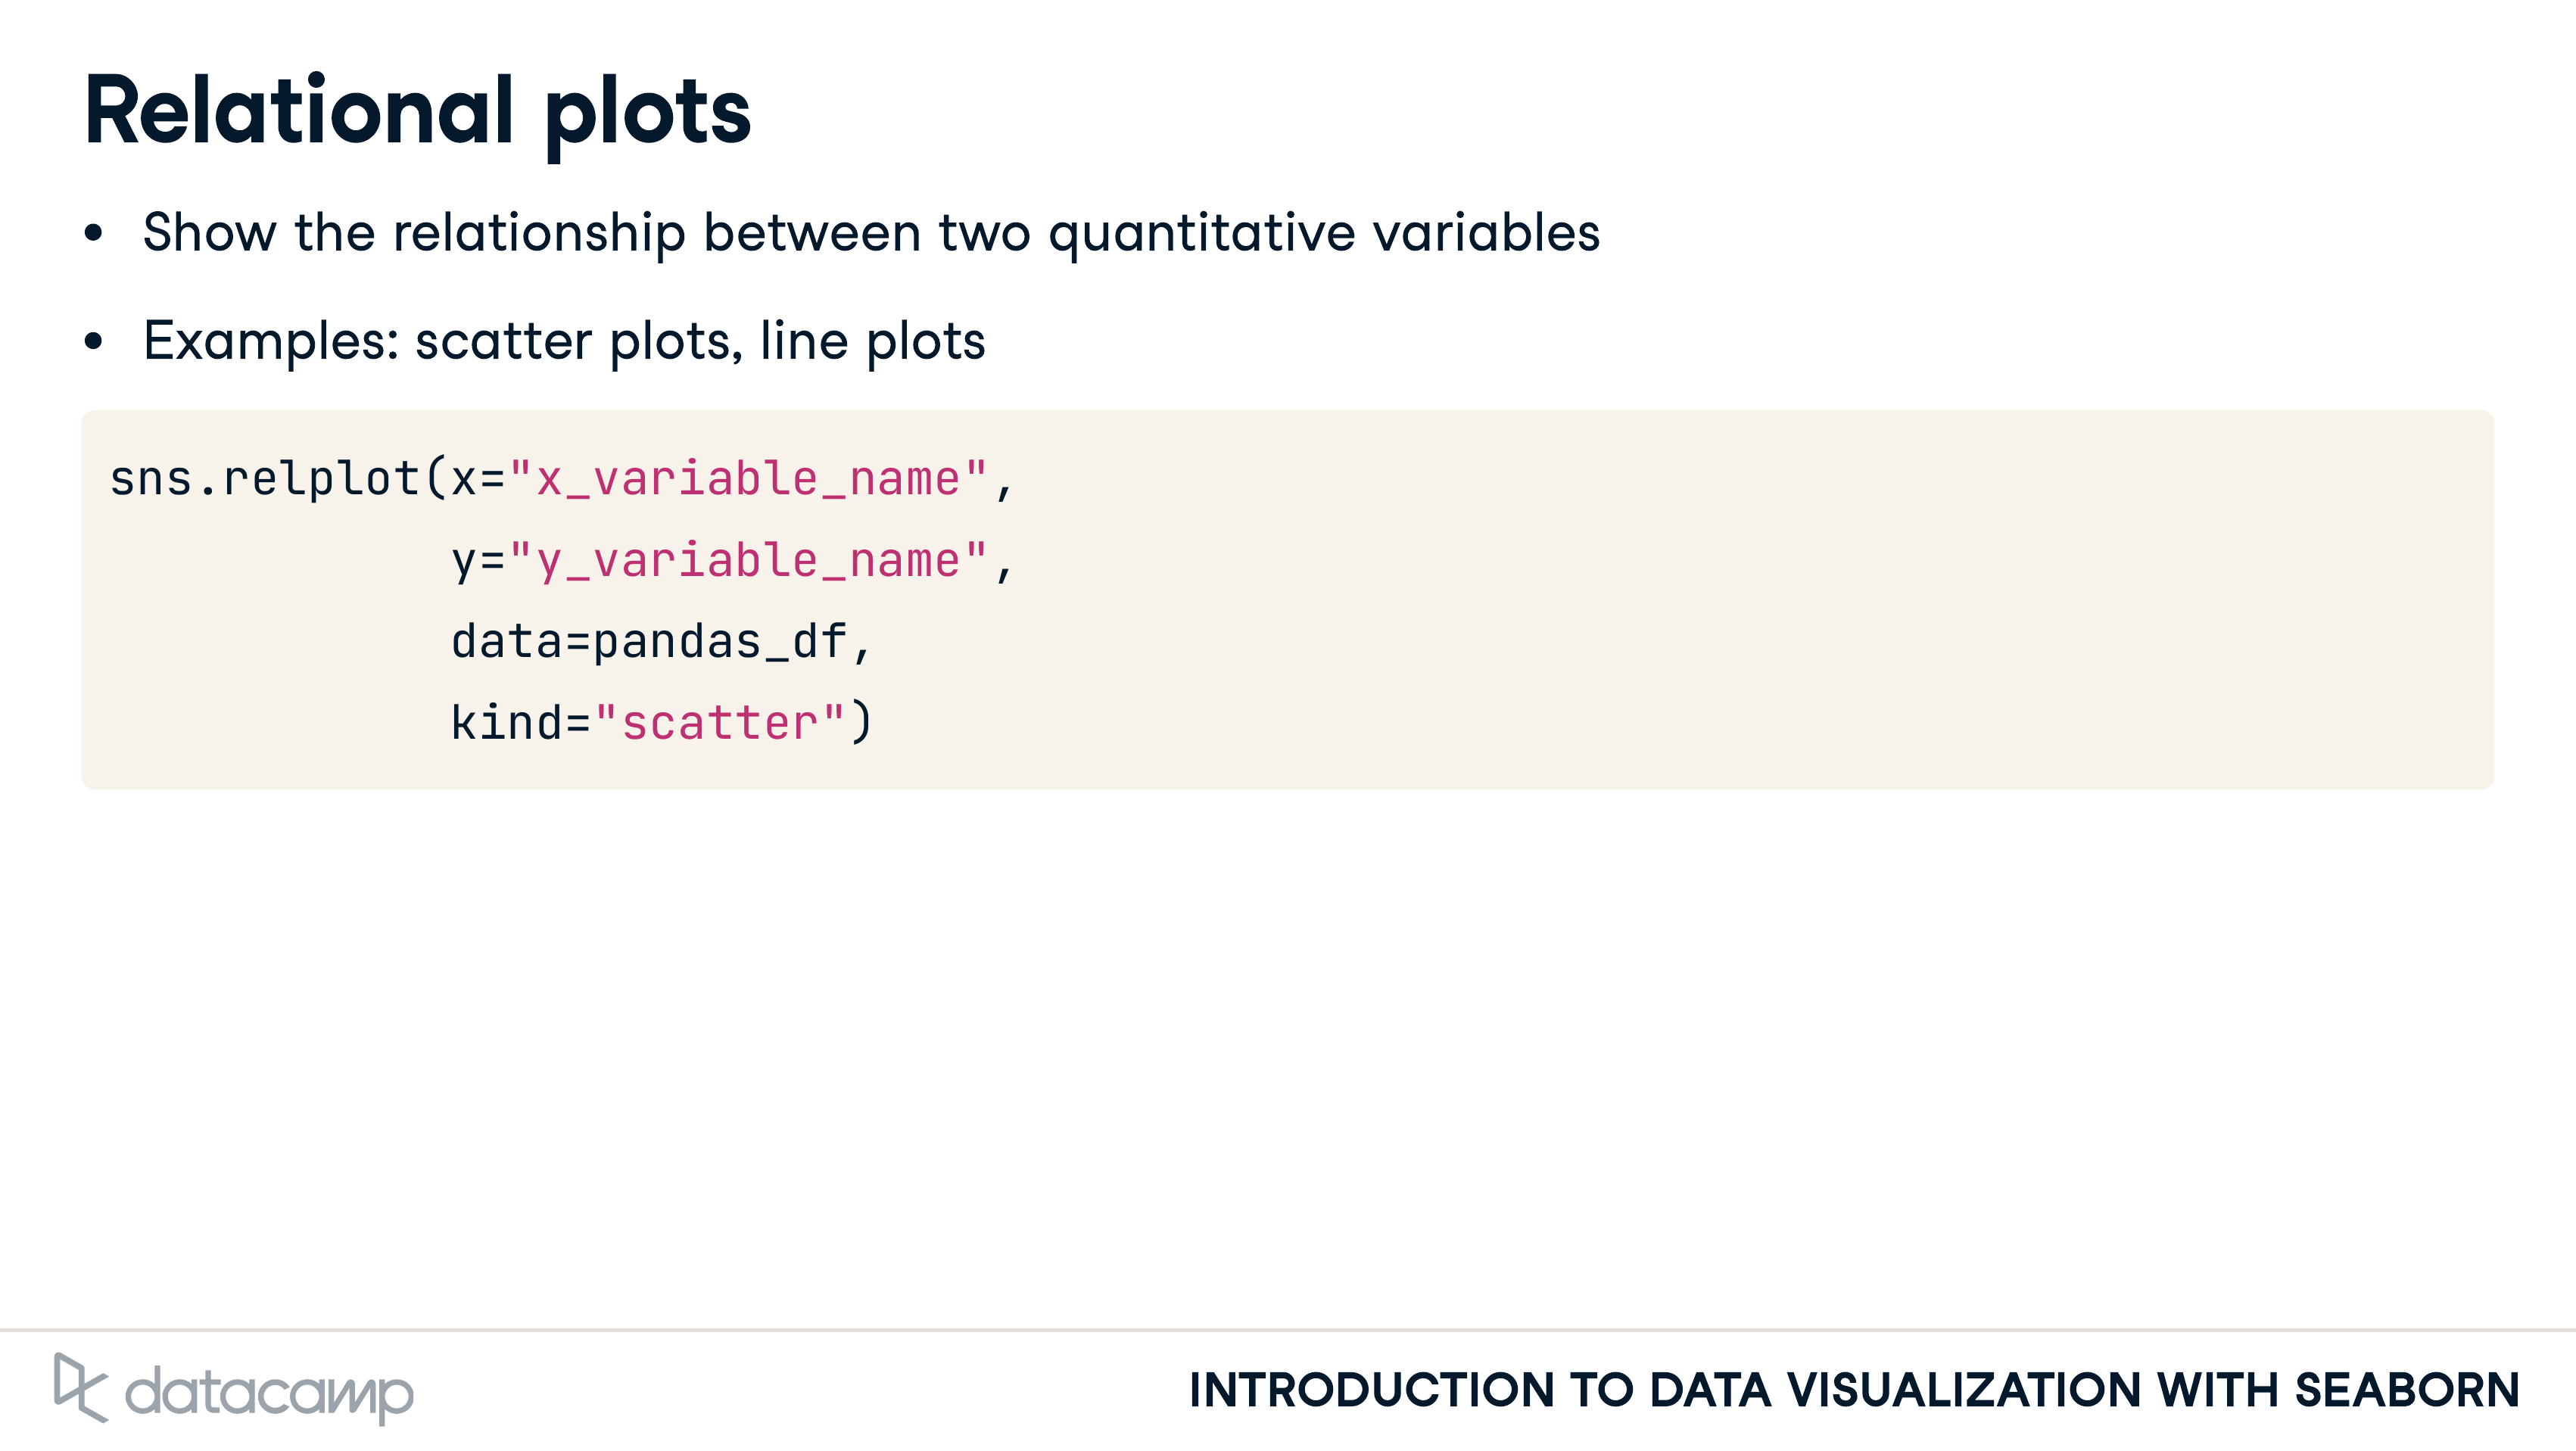 Relational plots
• Show the relationship between two quantitative variables
• Examples: scatter plots, line plots
sns.relplot(x="x_variable_name",
            y="y_variable_name",
            data=pandas_df,
            kind="scatter")
datacamp
INTRODUCTION TO DATA VISUALIZATION WITH SEABORN